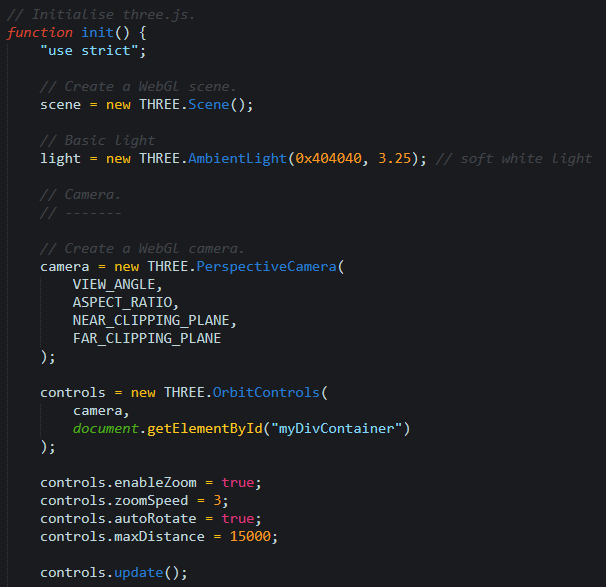 // Initialise three.js.
function init() {
    "use strict";

    // Create a WebGl scene.
    scene = new THREE.Scene();

    // Basic light
    light = new THREE.AmbientLight(0x404040, 3.25); // soft white light

    // Camera.
    // -------

    // Create a WebGl camera.
    camera = new THREE.PerspectiveCamera(
        VIEW_ANGLE,
        ASPECT_RATIO,
        NEAR_CLIPPING_PLANE,
        FAR_CLIPPING_PLANE
    );

    controls = new THREE.OrbitControls(
        camera,
        document.getElementById("myDivContainer")
    );

    controls.enableZoom = true;
    controls.zoomSpeed = 3;
    controls.autoRotate = true;
    controls.maxDistance = 15000;

    controls.update();